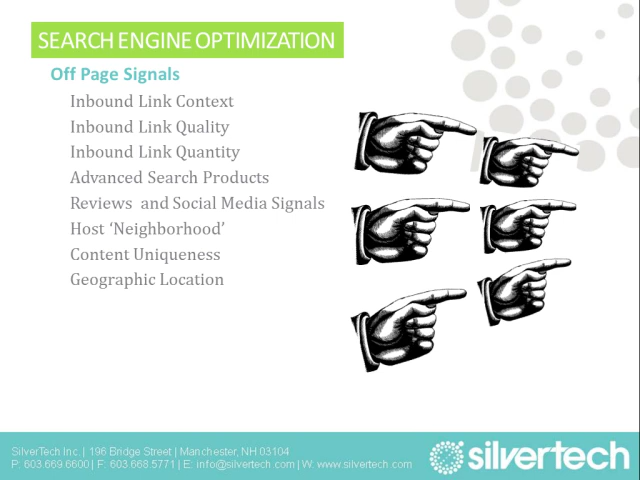 SEARCH ENGINE OPTIMIZATION
Off Page Signals
Inbound Link Context
Inbound Link Quality
Inbound Link Quantity
Advanced Search Products
Reviews and Social Media Signals
Host ‘Neighborhood’
Content Uniqueness
Geographic Location
SilverTech Inc. | 196 Bridge Street | Manchester, NH 03104
P: 603.669.6600 | F: 603.668.5771 | E: info@silvertech.com | W: www.silvertech.com
silvertech